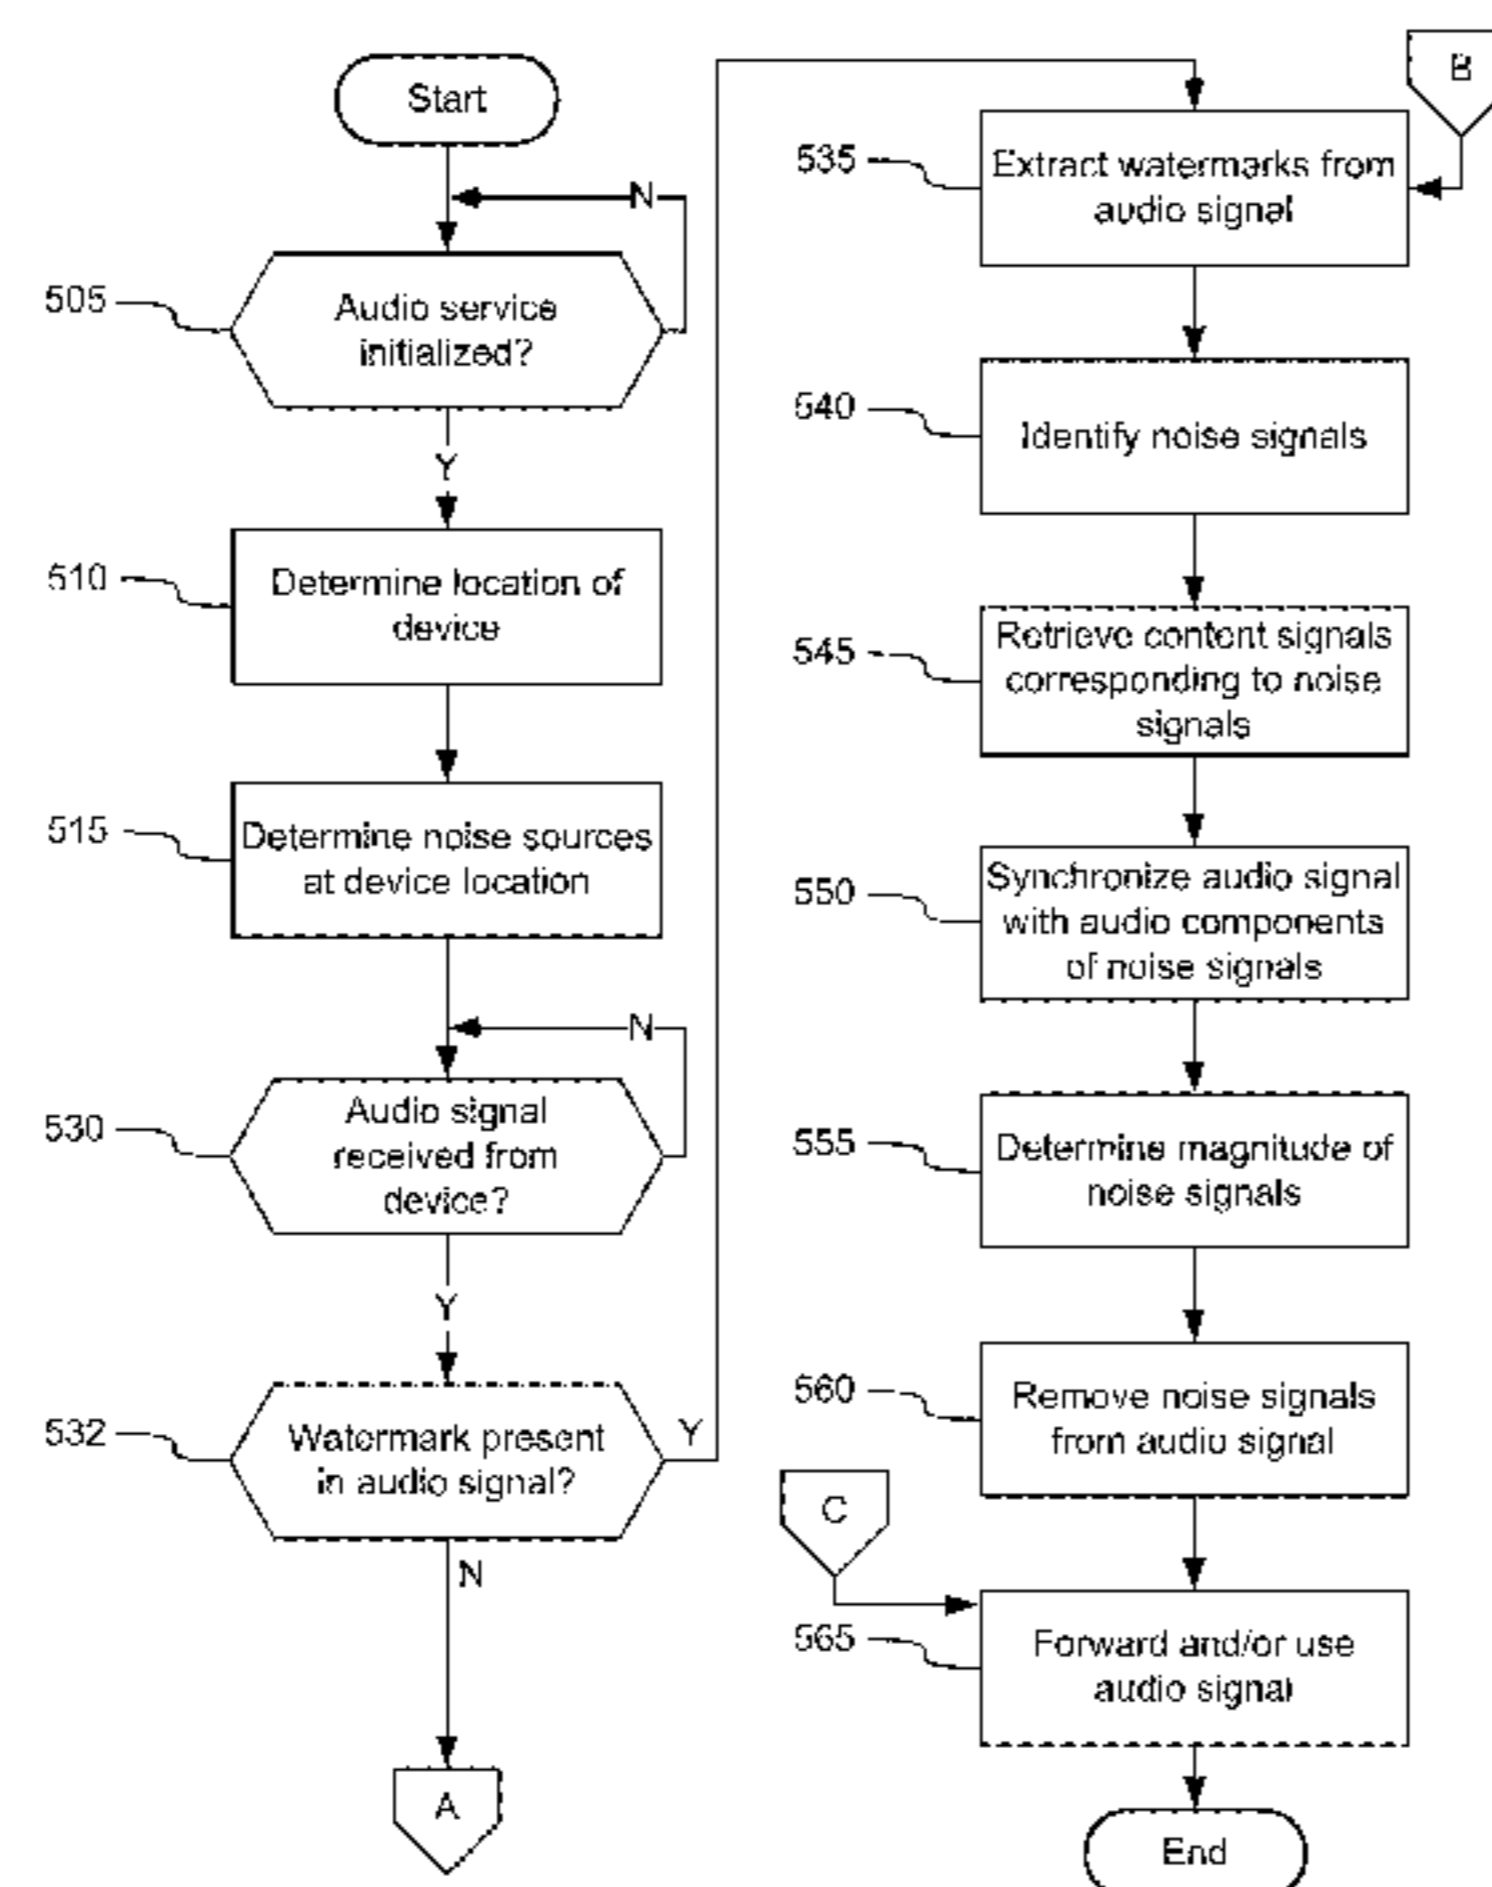 Start
N
505
Audio service
initialized?
Y
510
Determine location of
device
515
Determine noise sources
at device location
N
530
Audio signal
received from
device?
Y
532
Watermark present
in audio signal?
Y
N
A
B
535
Extract watermarks from
audio signal
540
Identify noise signals
545
Retrieve content signals
corresponding to noise
signals
550
Synchronize audio signal
with audio components
of noise signals
555
Determine magnitude of
noise signals
560
Remove noise signals
from audio signal
C
565
Forward and/or use
audio signal
End